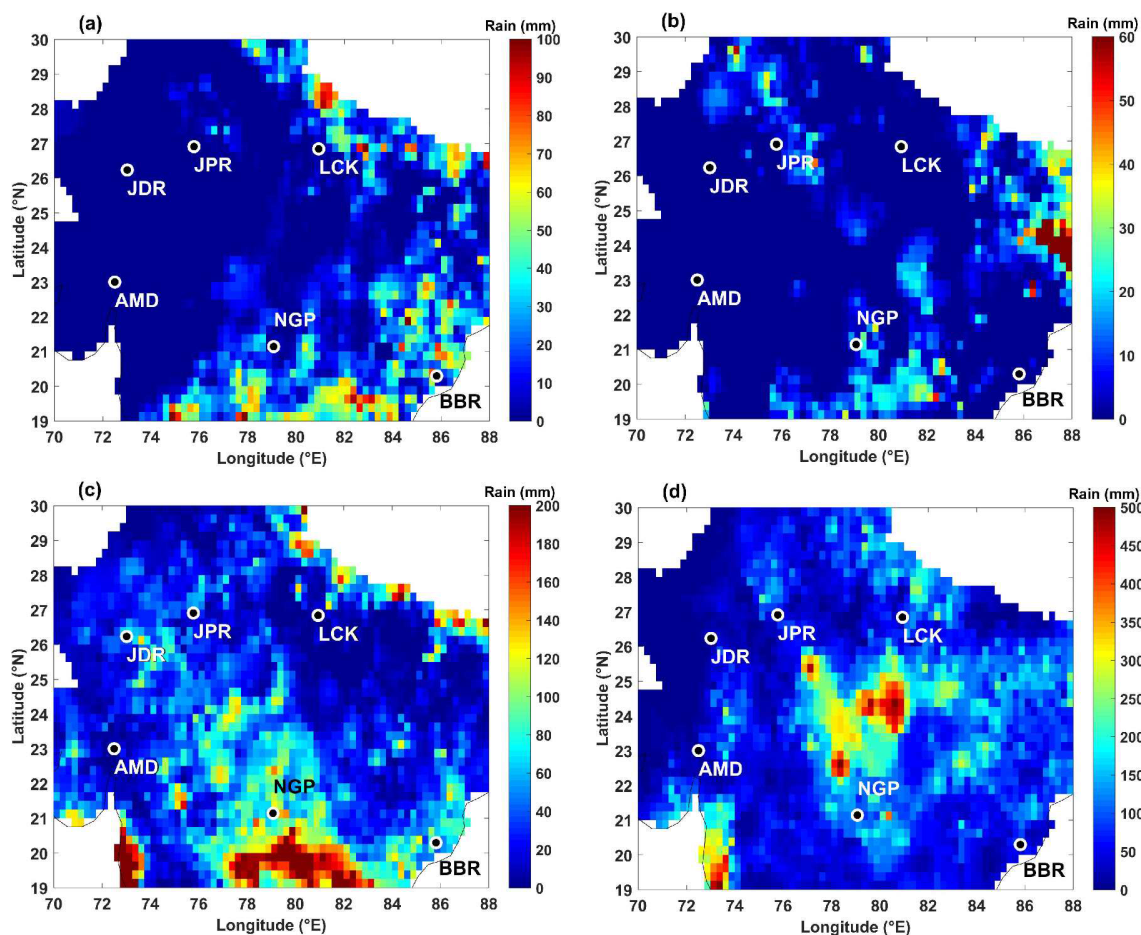 (a)
Rain (mm)
30
29
28
27
26
25
24
23
22
21
20
19
Latitude (°N)
70 72 74 76 78 80 82 84 86 88
Longitude (°E)
JDR
JPR
LCK
AMD
NGP
BBR
100
90
80
70
60
50
40
30
20
10
0
(b)
Rain (mm)
30
29
28
27
26
25
24
23
22
21
20
19
Latitude (°N)
70 72 74 76 78 80 82 84 86 88
Longitude (°E)
JPR
LCK
JDR
AMD
NGP
BBR
60
50
40
30
20
10
0
(c)
Rain (mm)
30
29
28
27
26
25
24
23
22
21
20
19
Latitude (°N)
70 72 74 76 78 80 82 84 86 88
Longitude (°E)
JPR
LCK
JDR
AMD
NGP
BBR
200
180
160
140
120
100
80
60
40
20
0
(d)
Rain (mm)
30
29
28
27
26
25
24
23
22
21
20
19
Latitude (°N)
70 72 74 76 78 80 82 84 86 88
Longitude (°E)
JPR
LCK
JDR
AMD
NGP
BBR
500
450
400
350
300
250
200
150
100
50
0